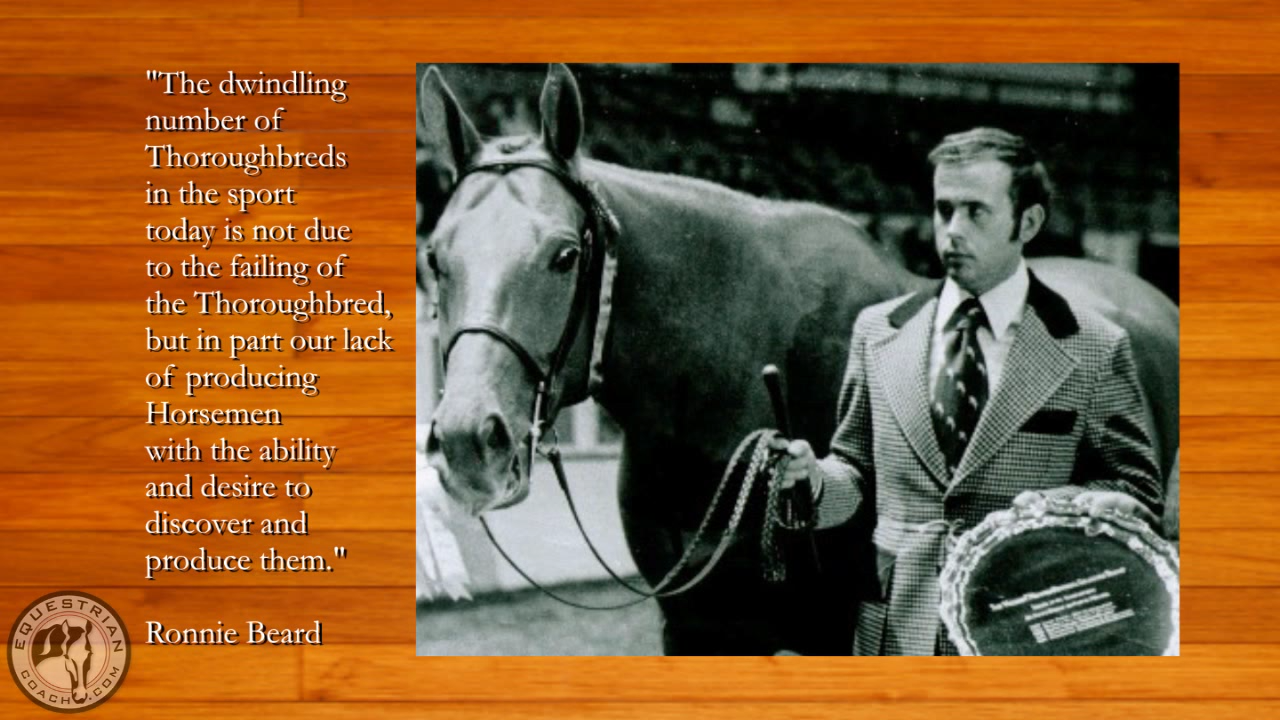 "The dwindling
number of
Thoroughbreds
in the sport
today is not due
to the failing of
the Thoroughbred,
but in part our lack
of producing
Horsemen
with the ability
and desire to
discover and
produce them."
Ronnie Beard
EQUESTRIAN
COACH.COM